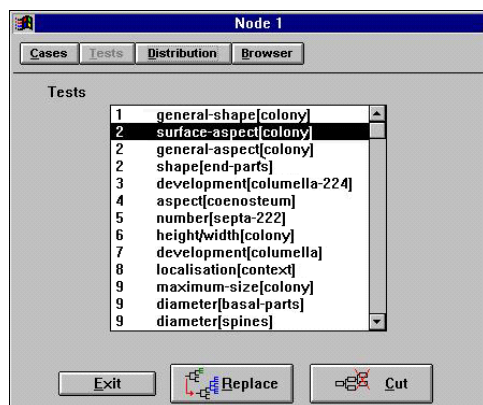 Node 1
Cases Tests Distribution Browser
Tests
1 general-shape[colony]
2 surface-aspect[colony]
2 general-aspect[colony]
2 shape[end-parts]
3 development[columella-224]
4 aspect[coenosteum]
5 number[septa-222]
6 height/width[colony]
7 development[columella]
8 localisation[context]
9 maximum-size[colony]
9 diameter[basal-parts]
9 diameter[spines]
Exit Replace Cut